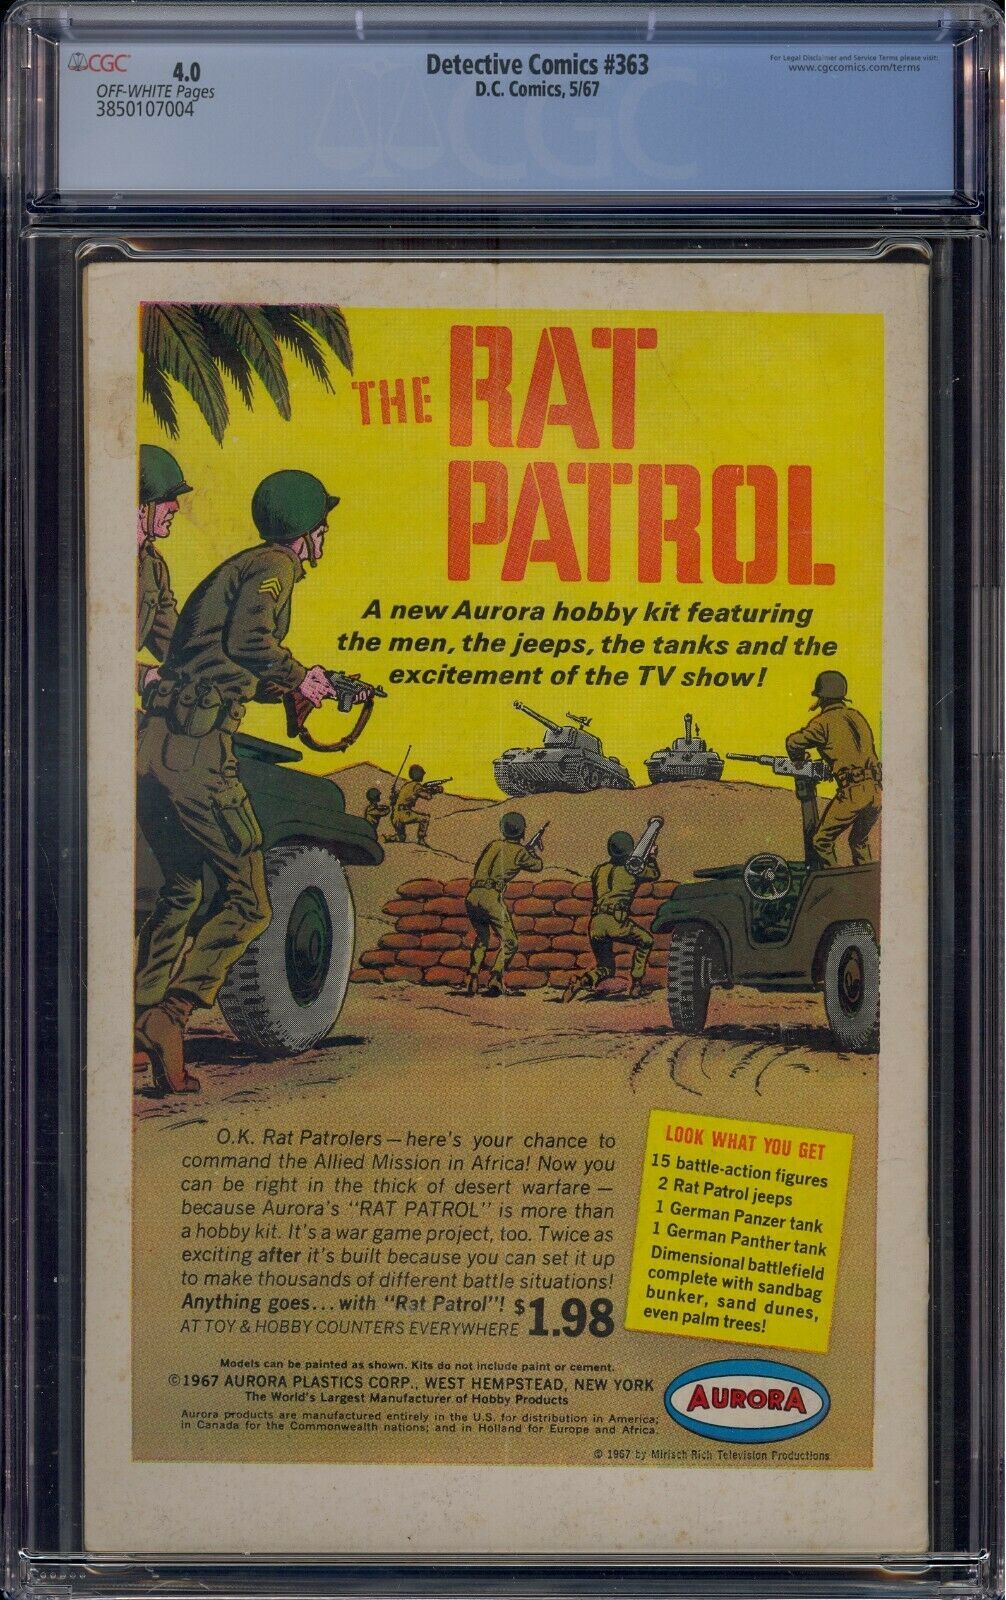 CGC
4.0
OFF-WHITE Pages
3850107004
Detective Comics #363
D.C. Comics, 5/67
For Legal Disclaimer and Service Terms please visit:
www.cgccomics.com/terms
CGC
THE RAT
PATROL
A new Aurora hobby kit featuring
the men, the jeeps, the tanks and the
excitement of the TV show!
O.K. Rat Patrolers—here's your chance to
command the Allied Mission in Africa! Now you
can be right in the thick of desert warfare —
because Aurora's "RAT PATROL" is more than
a hobby kit. It's a war game project, too. Twice as
exciting after it's built because you can set it up
to make thousands of different battle situations!
Anything goes...with "Rat Patrol"!
AT TOY & HOBBY COUNTERS EVERYWHERE $1.98
LOOK WHAT YOU GET
15 battle-action figures
2 Rat Patrol jeeps
1 German Panzer tank
1 German Panther tank
Dimensional battlefield
complete with sandbag
bunker, sand dunes,
even palm trees!
Models can be painted as shown. Kits do not include paint or cement.
©1967 AURORA PLASTICS CORP., WEST HEMPSTEAD, NEW YORK
The World's Largest Manufacturer of Hobby Products
Aurora products are manufactured entirely in the U.S. for distribution in America;
in Canada for the Commonwealth nations; and in Holland for Europe and Africa.
AURORA
© 1967 by Mirisch Rich Television Productions